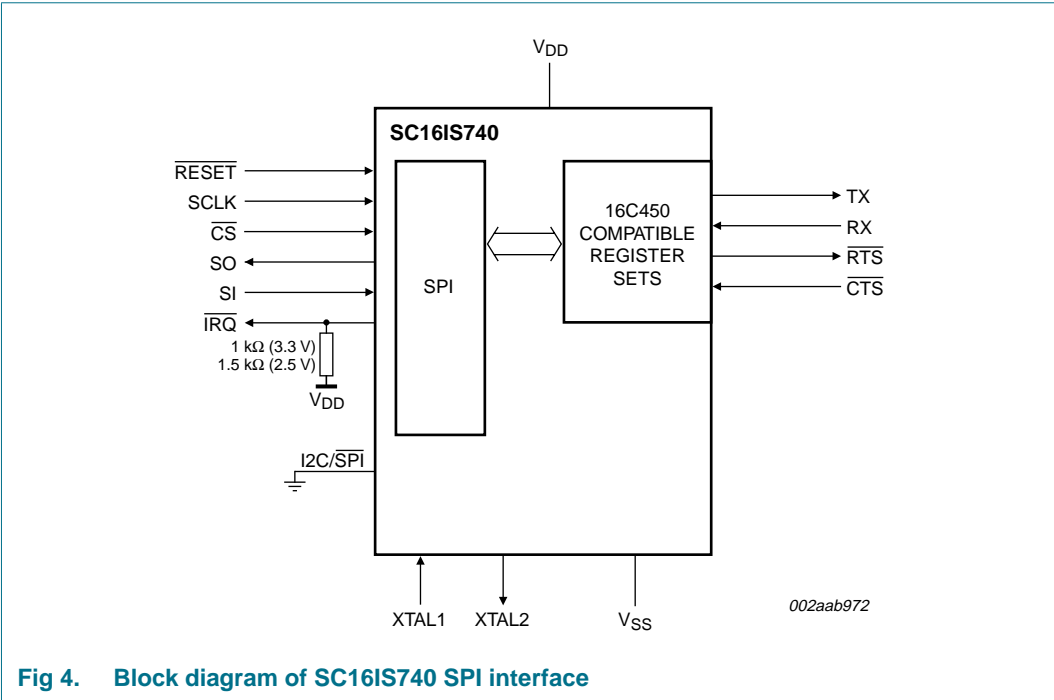 VDD
SC16IS740
RESET
SCLK
CS
SO
SI
IRQ
1 kΩ (3.3 V)
1.5 kΩ (2.5 V)
VDD
I2C/SPI
SPI
16C450
COMPATIBLE
REGISTER
SETS
TX
RX
RTS
CTS
XTAL1
XTAL2
VSS
002aab972
Fig 4. Block diagram of SC16IS740 SPI interface